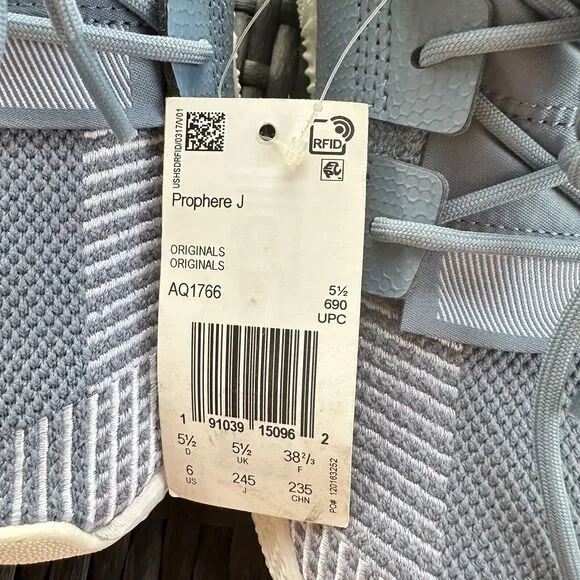 USHSDRFID/0317/V01
RFID
Prophere J
ORIGINALS
ORIGINALS
AQ1766
5½
690
UPC
1 91039 15096 2
5½ 5½ 38⅔
D UK F
6 245 235
US J CHN
PO# 120163252